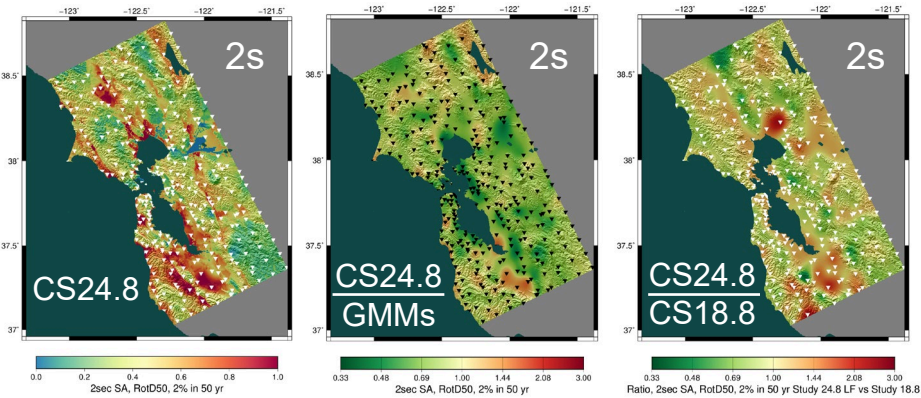 −123° −122.5° −122° −121.5°
38.5°
38°
37.5°
37°
2s
CS24.8
0.0 0.2 0.4 0.6 0.8 1.0
2sec SA, RotD50, 2% in 50 yr
−123° −122.5° −122° −121.5°
38.5°
38°
37.5°
37°
2s
CS24.8
GMMs
0.33 0.48 0.69 1.00 1.44 2.08 3.00
2sec SA, RotD50, 2% in 50 yr
−123° −122.5° −122° −121.5°
38.5°
38°
37.5°
37°
2s
CS24.8
CS18.8
0.33 0.48 0.69 1.00 1.44 2.08 3.00
Ratio, 2sec SA, RotD50, 2% in 50 yr Study 24.8 LF vs Study 18.8